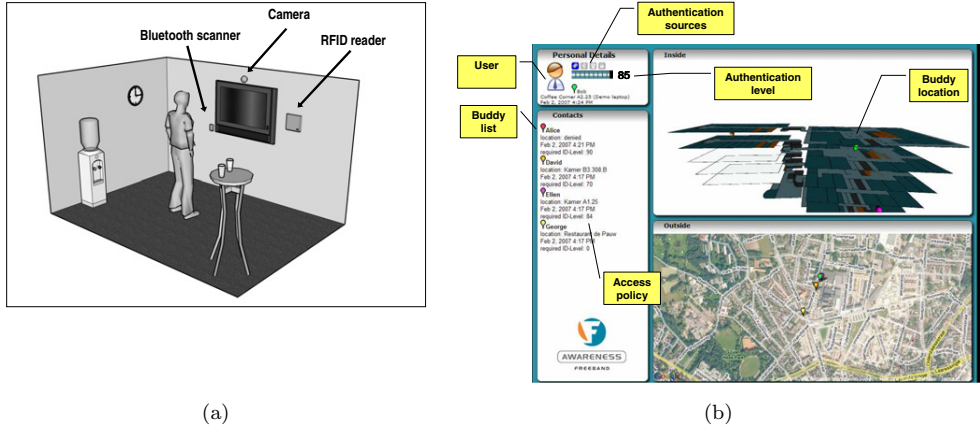 Camera
Bluetooth scanner
RFID reader
(a)
Authentication
sources
User
Authentication
level
Buddy
list
Buddy
location
Access
policy
Personal Details
85
Bob
Coffee Corner A1.25 (Demo laptop)
Feb 2, 2007 4:24 PM
Contacts
Alice
location: denied
Feb 2, 2007 4:21 PM
required ID-Level: 90
David
location: Kamer B3.308.B
Feb 2, 2007 4:17 PM
required ID-Level: 70
Ellen
location: Kamer A1.25
Feb 2, 2007 4:17 PM
required ID-Level: 84
George
location: Restaurant de Pauw
Feb 2, 2007 4:17 PM
required ID-Level: 0
AWARENESS
FREEBAND
Inside
Outside
(b)